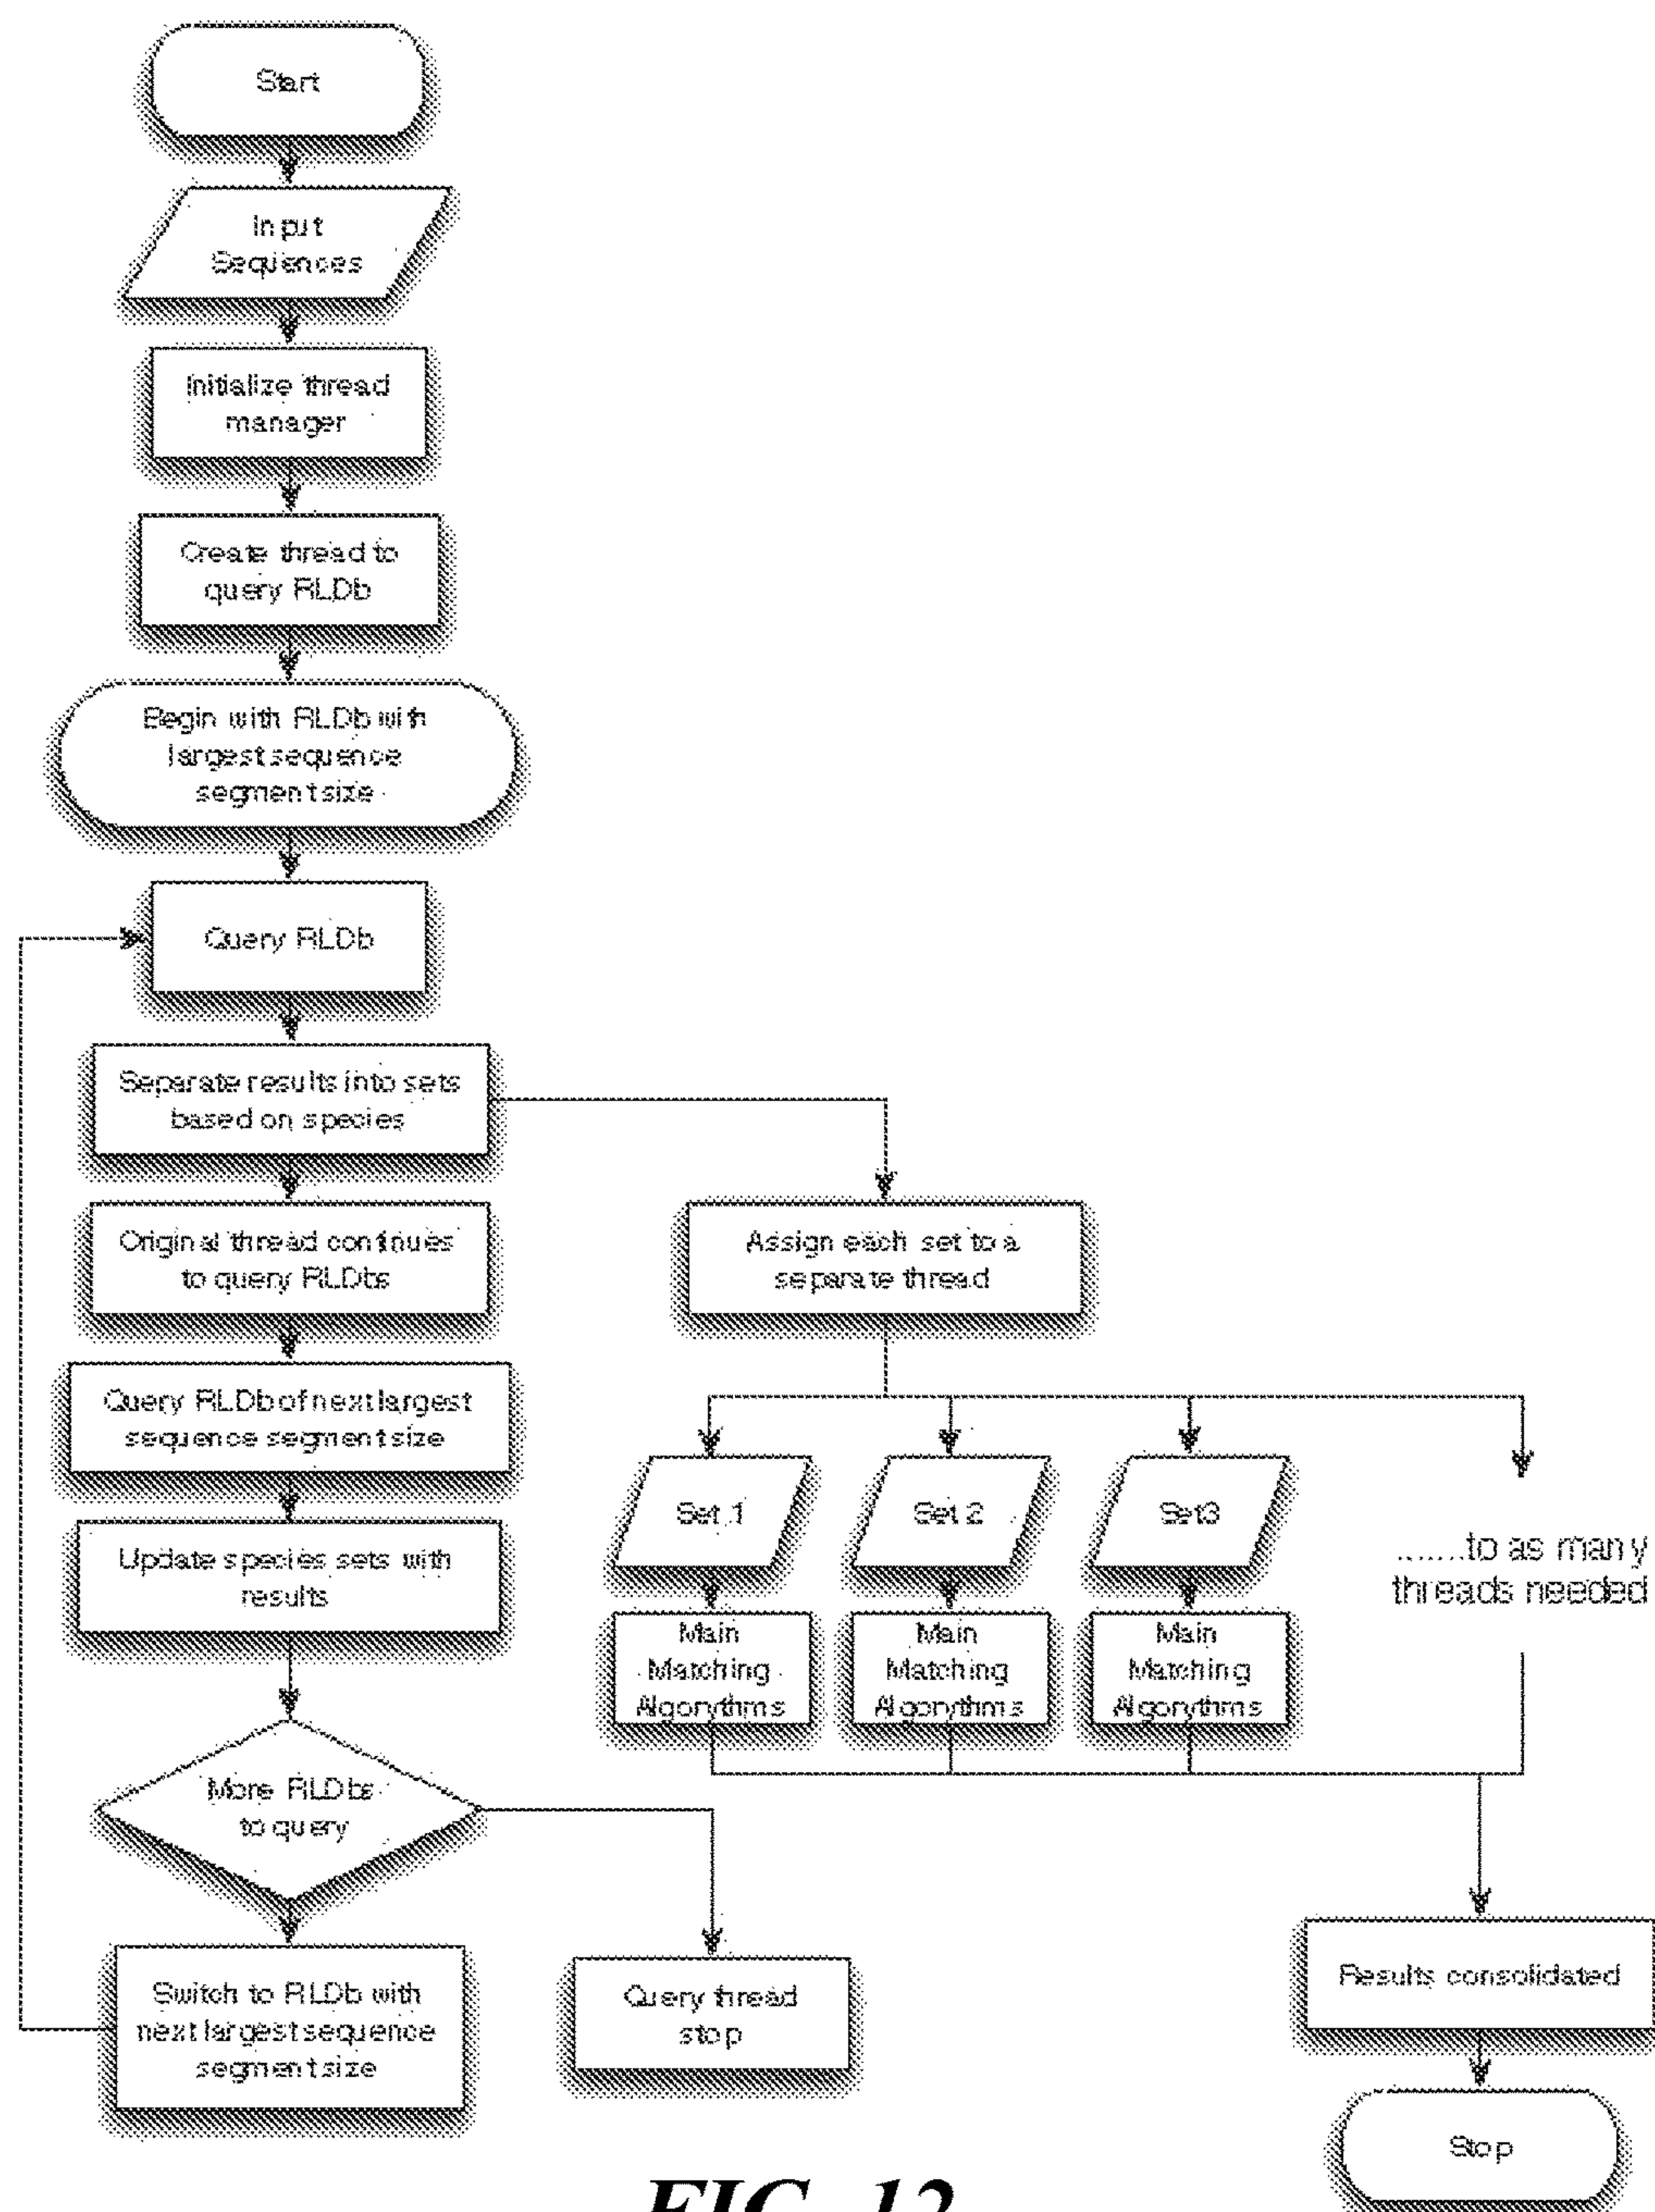 Start
Input
Sequences
Initialize thread
manager
Create thread to
query RLDb
Begin with RLDb with
largest sequence
segment size
Query RLDb
Separate results into sets
based on species
Original thread continues
to query RLDbs
Assign each set to a
separate thread
Query RLDb of next largest
sequence segment size
Set 1
Set 2
Set3
.......to as many
threads needed
Update species sets with
results
Main
Matching
Algorythms
Main
Matching
Algorythms
Main
Matching
Algorythms
More RLDbs
to query
Switch to RLDb with
next largest sequence
segment size
Query thread
stop
Results consolidated
Stop
FIG. 12